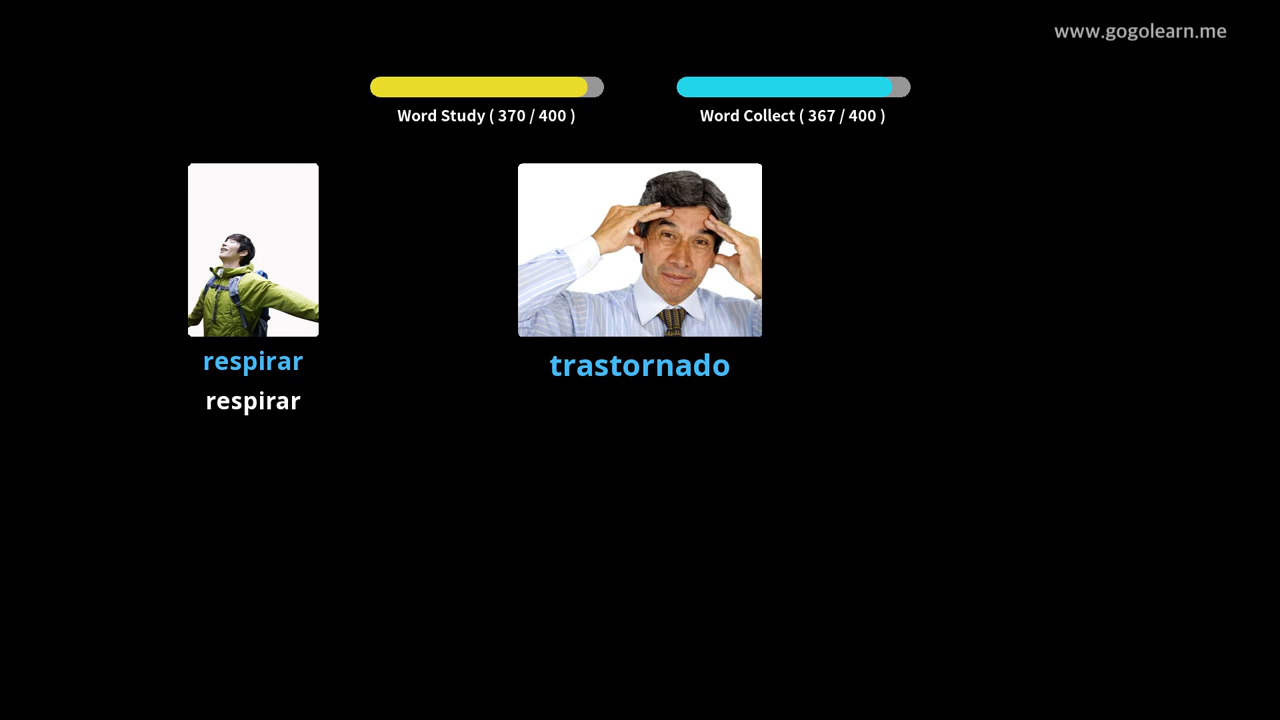 www.gogolearn.me
Word Study ( 370 / 400 )
Word Collect ( 367 / 400 )
respirar
respirar
trastornado